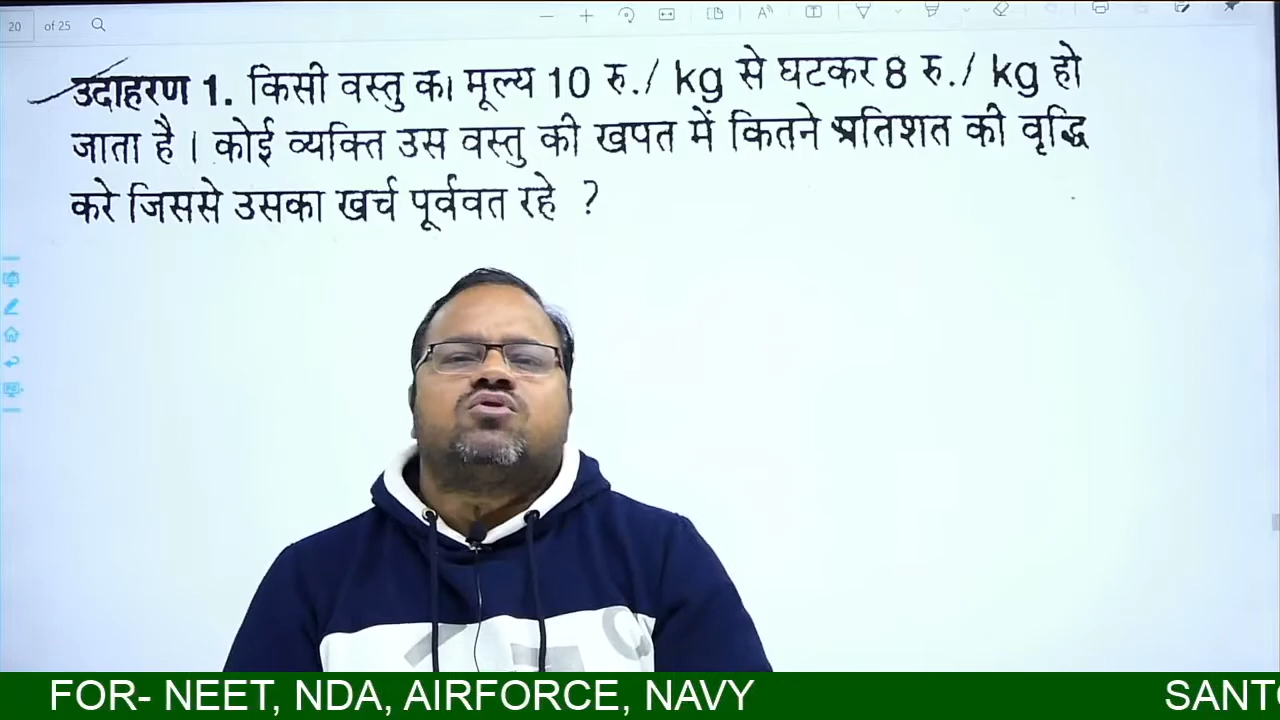 20 of 25
उदाहरण 1. किसी वस्तु का मूल्य 10 रु./ kg से घटकर 8 रु./ kg हो
जाता है । कोई व्यक्ति उस वस्तु की खपत में कितने प्रतिशत की वृद्धि
करे जिससे उसका खर्च पूर्ववत रहे ?
FOR- NEET, NDA, AIRFORCE, NAVY SANT